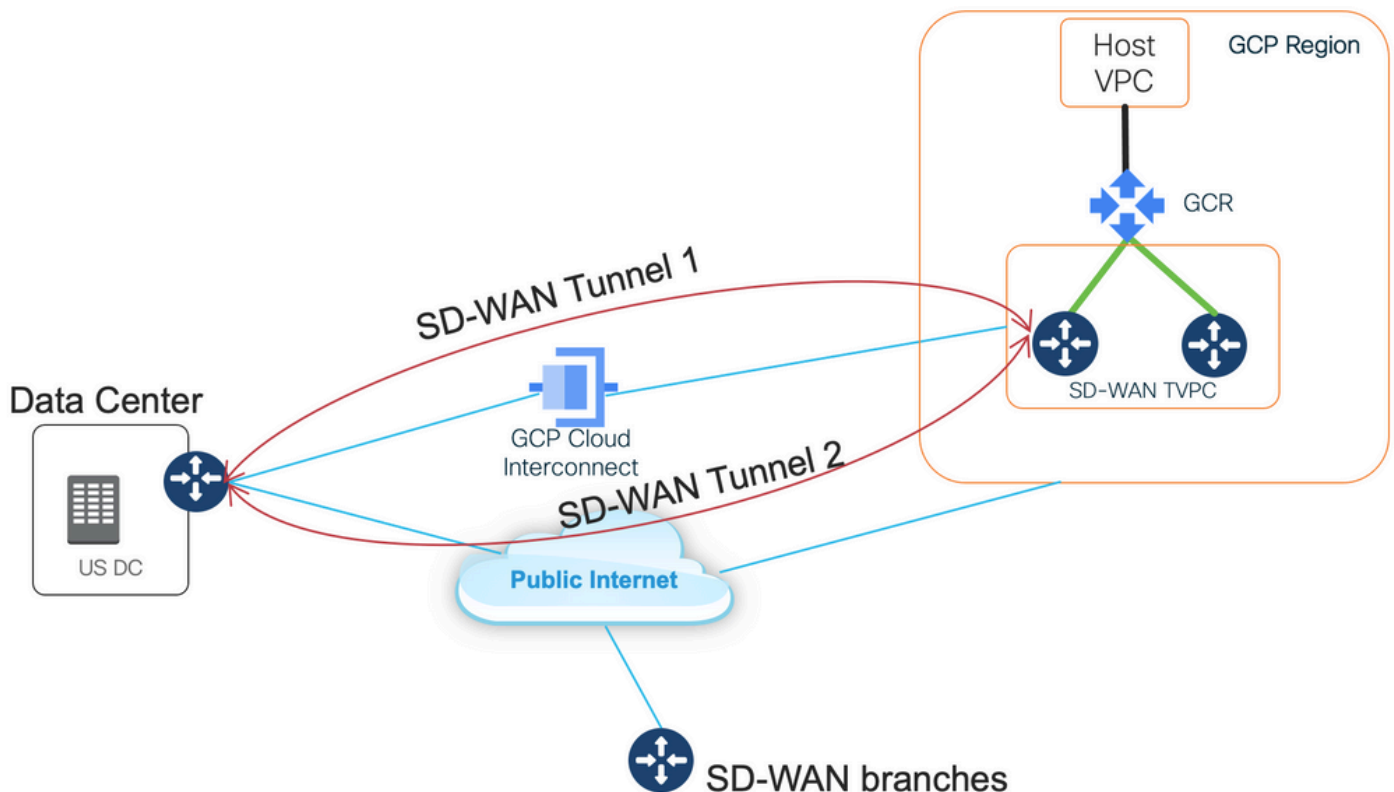 Host
VPC
GCP Region
GCR
SD-WAN Tunnel 1
SD-WAN TVPC
Data Center
GCP Cloud
Interconnect
SD-WAN Tunnel 2
US DC
Public Internet
SD-WAN branches